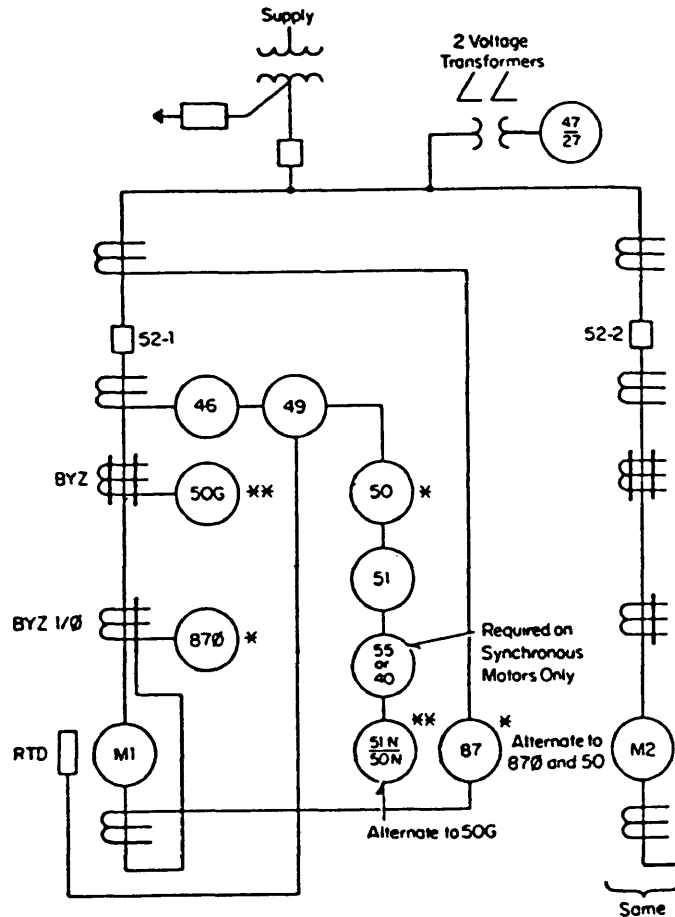 Supply
2 Voltage
Transformers
47
27
52-1
52-2
46
49
BYZ
50G
**
50
*
51
BYZ 1/Ø
87Ø
*
55
or
40
Required on
Synchronous
Motors Only
RTD
M1
51N
50N
**
87
*
Alternate to
87Ø and 50
M2
Alternate to 50G
Same